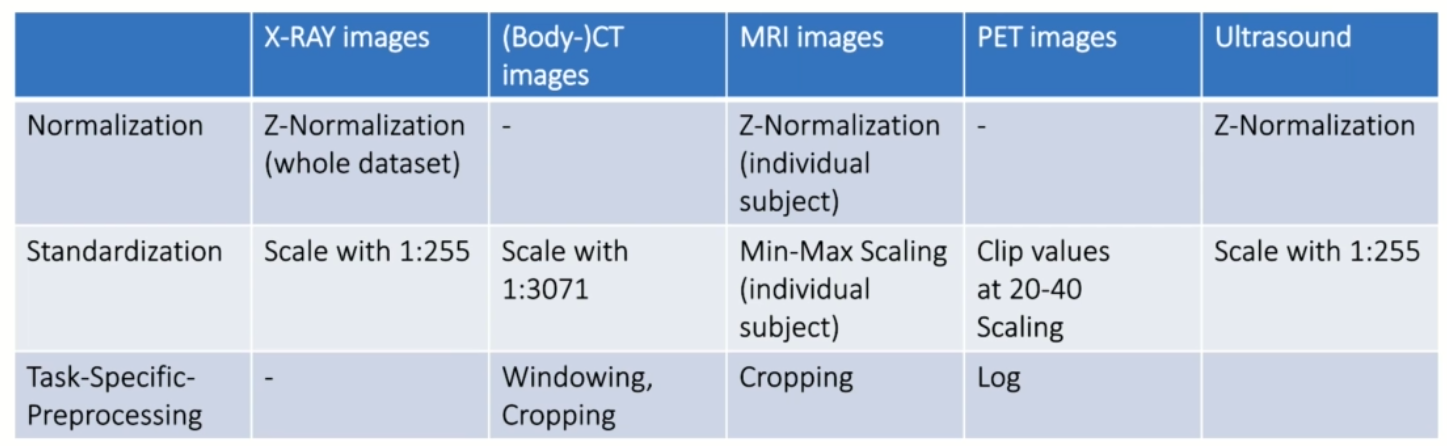 X-RAY images
(Body-)CT
images
MRI images
PET images
Ultrasound
Normalization
Z-Normalization
(whole dataset)
-
Z-Normalization
(individual
subject)
-
Z-Normalization
Standardization
Scale with 1:255
Scale with
1:3071
Min-Max Scaling
(individual
subject)
Clip values
at 20-40
Scaling
Scale with 1:255
Task-Specific-
Preprocessing
-
Windowing,
Cropping
Cropping
Log